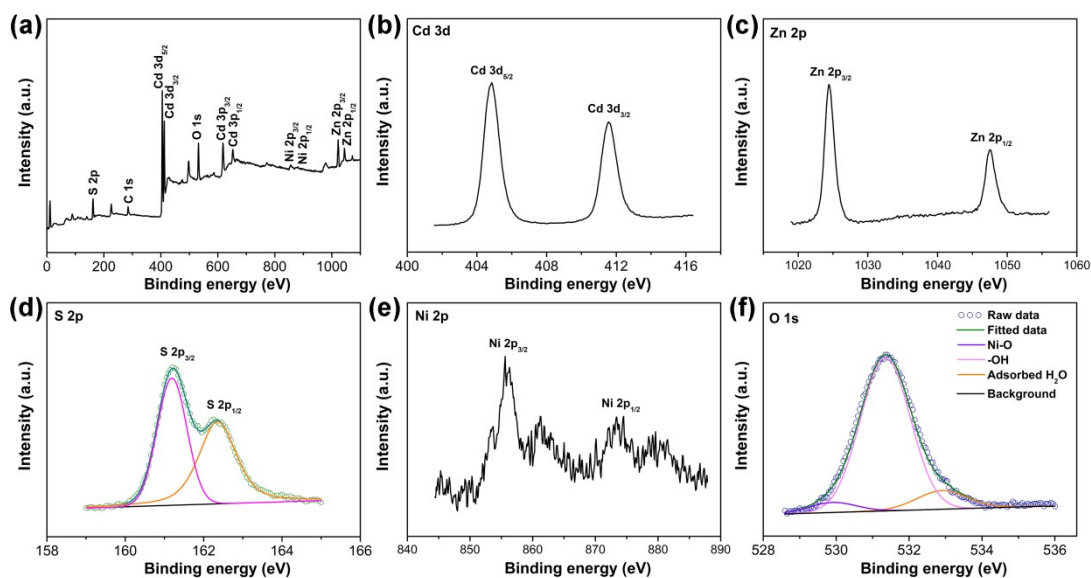 (a)
Cd 3d5/2
Cd 3d3/2
S 2p
C 1s
O 1s
Cd 3p3/2
Cd 3p1/2
Ni 2p3/2
Ni 2p1/2
Zn 2p3/2
Zn 2p1/2
Intensity (a.u.)
0 200 400 600 800 1000
Binding energy (eV)
(b)
Cd 3d
Cd 3d5/2
Cd 3d3/2
Intensity (a.u.)
400 404 408 412 416
Binding energy (eV)
(c)
Zn 2p
Zn 2p3/2
Zn 2p1/2
Intensity (a.u.)
1020 1030 1040 1050 1060
Binding energy (eV)
(d)
S 2p
S 2p3/2
S 2p1/2
Intensity (a.u.)
158 160 162 164 166
Binding energy (eV)
(e)
Ni 2p
Ni 2p3/2
Ni 2p1/2
Intensity (a.u.)
840 850 860 870 880 890
Binding energy (eV)
(f)
O 1s
Raw data
Fitted data
Ni-O
-OH
Adsorbed H2O
Background
Intensity (a.u.)
528 530 532 534 536
Binding energy (eV)